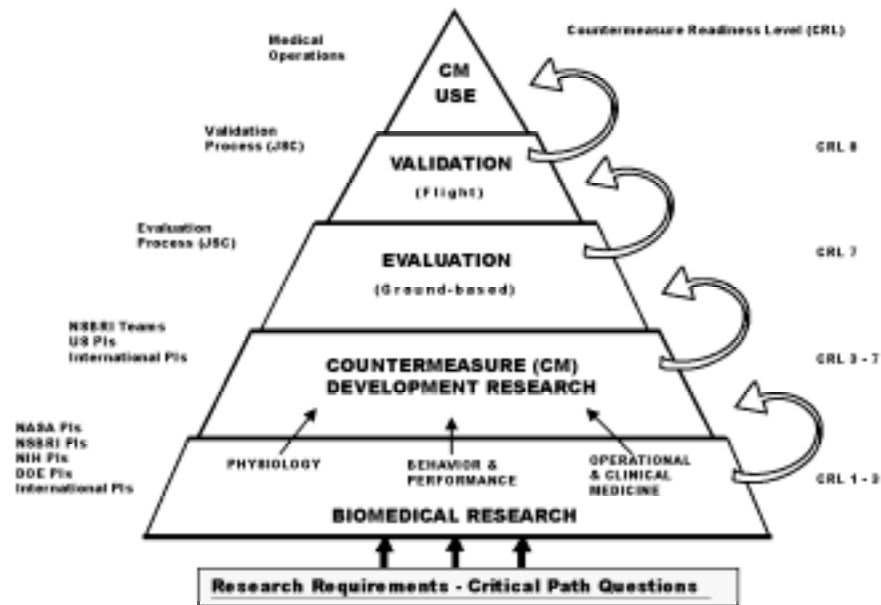 Medical
Operations
Countermeasure Readiness Level (CRL)
CM
USE
Validation
Process (JSC)
VALIDATION
(Flight)
CRL 8
Evaluation
Process (JSC)
EVALUATION
(Ground-based)
CRL 7
NSBRI Teams
US PIs
International PIs
COUNTERMEASURE (CM)
DEVELOPMENT RESEARCH
CRL 3 - 7
NASA PIs
NSBRI PIs
NIH PIs
DOE PIs
International PIs
PHYSIOLOGY
BEHAVIOR &
PERFORMANCE
OPERATIONAL
& CLINICAL
MEDICINE
CRL 1 - 3
BIOMEDICAL RESEARCH
Research Requirements - Critical Path Questions